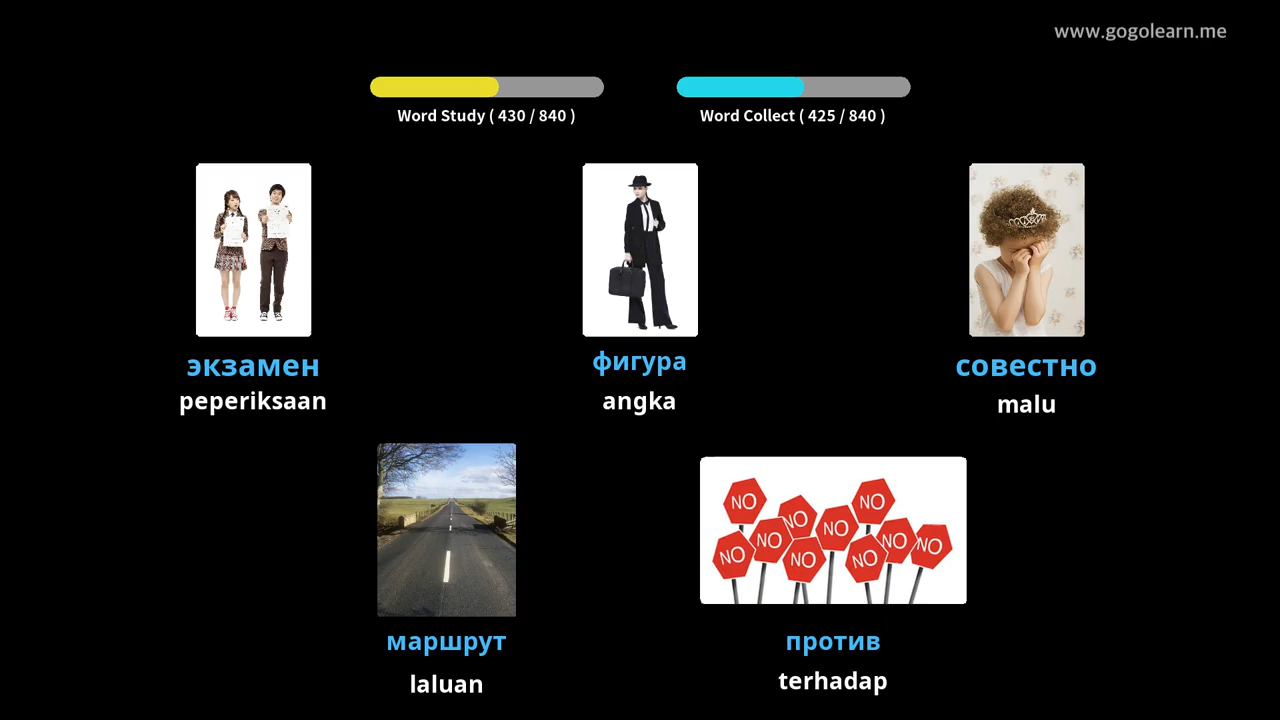 www.gogolearn.me
Word Study ( 430 / 840 )
Word Collect ( 425 / 840 )
экзамен
peperiksaan
фигура
angka
совестно
malu
маршрут
laluan
NO
NO
NO
NO
NO
NO
NO
NO
NO
NO
против
terhadap